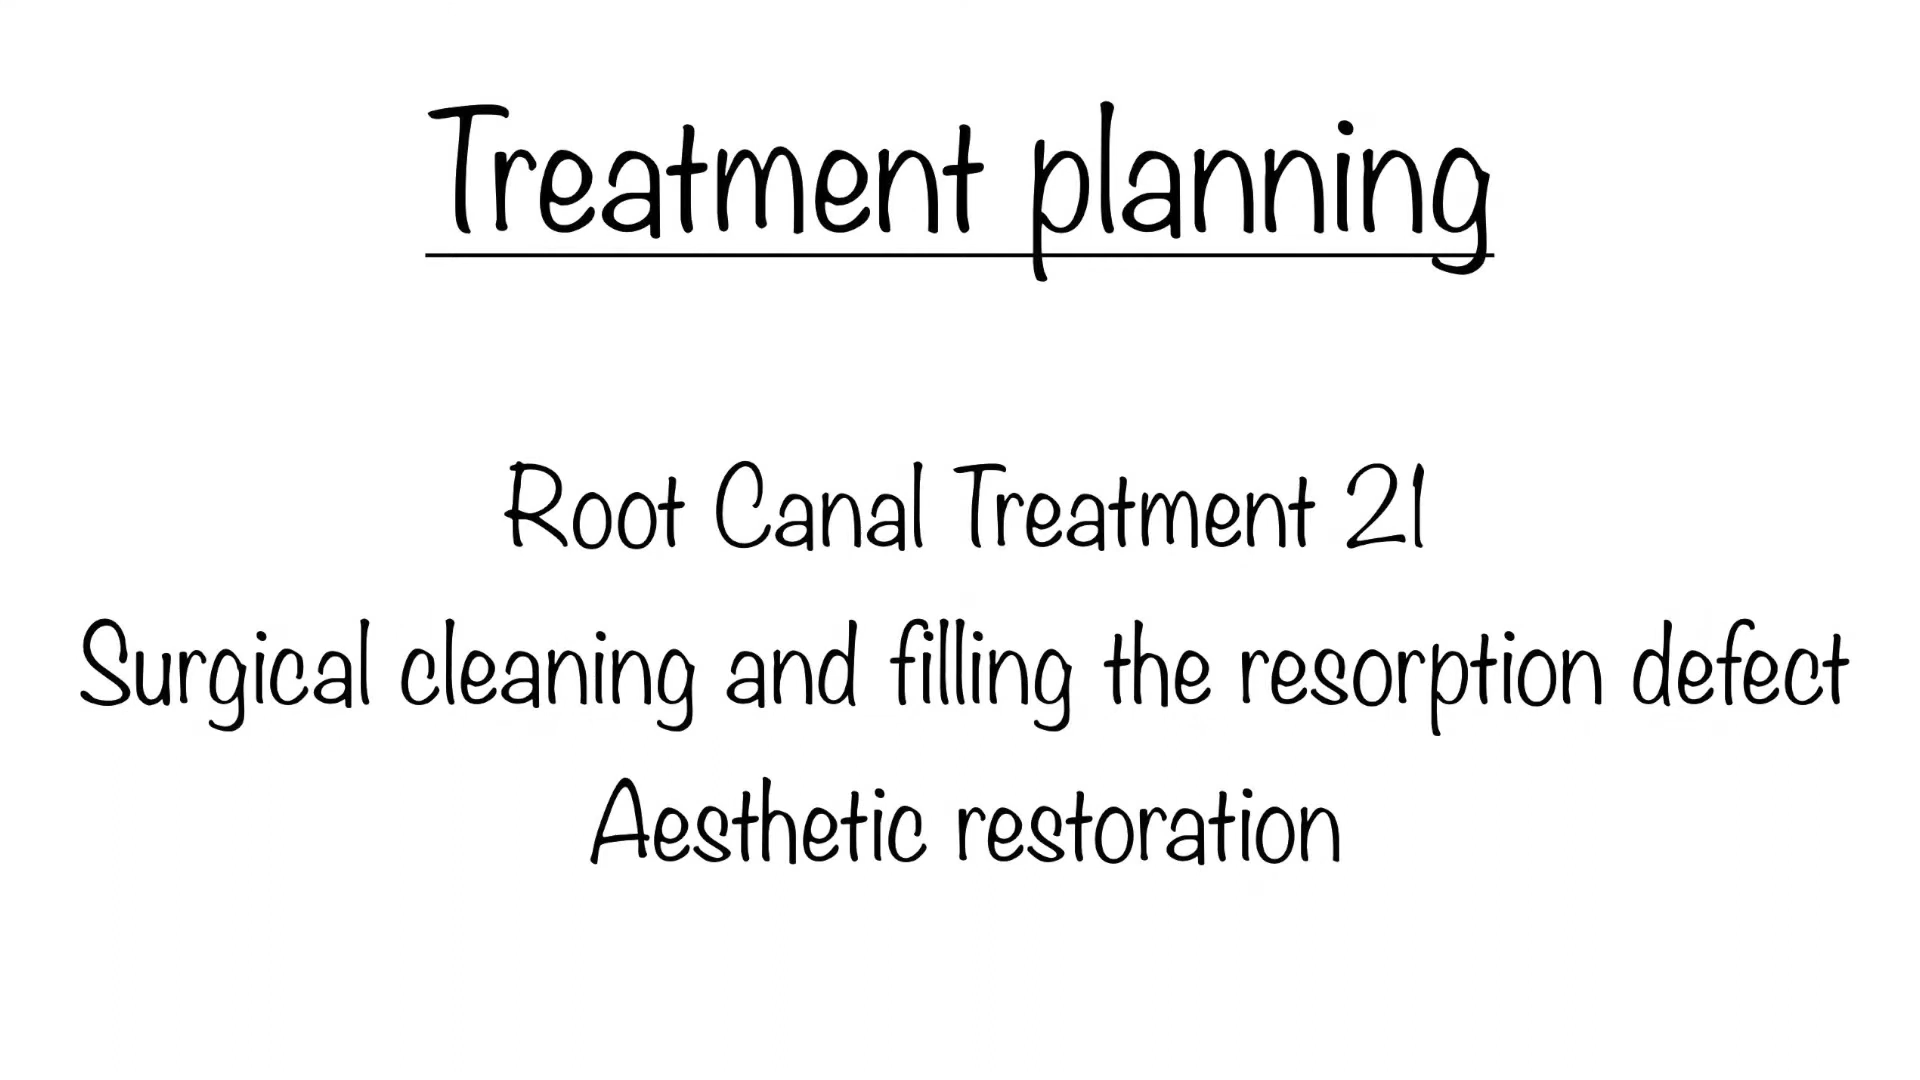 Treatment planning
Root Canal Treatment 21
Surgical cleaning and filling the resorption defect
Aesthetic restoration